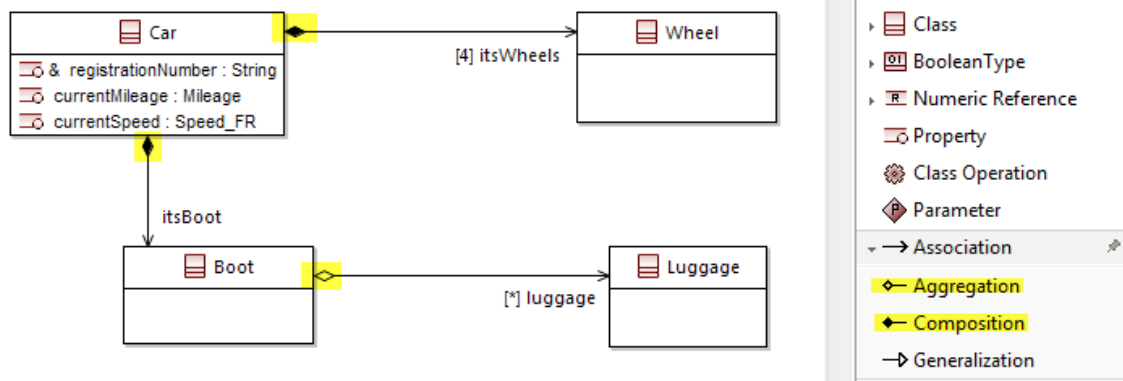 Car
& registrationNumber : String
currentMileage : Mileage
currentSpeed : Speed_FR
[4] itsWheels
Wheel
itsBoot
Boot
[*] luggage
Luggage
Class
01 BooleanType
R Numeric Reference
Property
Class Operation
P Parameter
Association
Aggregation
Composition
Generalization